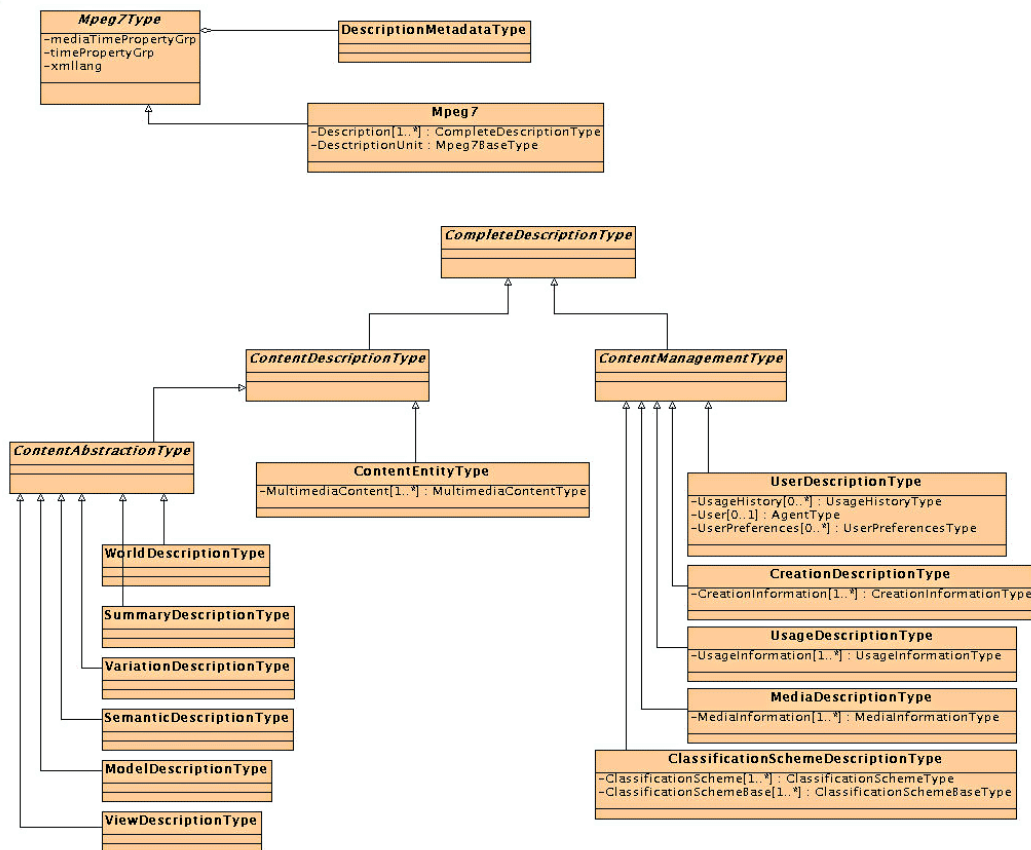 Mpeg7Type
-mediaTimePropertyGrp
-timePropertyGrp
-xmllang
DescriptionMetadataType
Mpeg7
-Description[1..*] : CompleteDescriptionType
-DesctriptionUnit : Mpeg7BaseType
CompleteDescriptionType
ContentDescriptionType
ContentManagementType
ContentAbstractionType
ContentEntityType
-MultimediaContent[1..*] : MultimediaContentType
UserDescriptionType
-UsageHistory[0..*] : UsageHistoryType
-User[0..1] : AgentType
-UserPreferences[0..*] : UserPreferencesType
WorldDescriptionType
CreationDescriptionType
-CreationInformation[1..*] : CreationInformationType
SummaryDescriptionType
UsageDescriptionType
-UsageInformation[1..*] : UsageInformationType
VariationDescriptionType
MediaDescriptionType
-MediaInformation[1..*] : MediaInformationType
SemanticDescriptionType
ClassificationSchemeDescriptionType
-ClassificationScheme[1..*] : ClassificationSchemeType
-ClassificationSchemeBase[1..*] : ClassificationSchemeBaseType
ModelDescriptionType
ViewDescriptionType